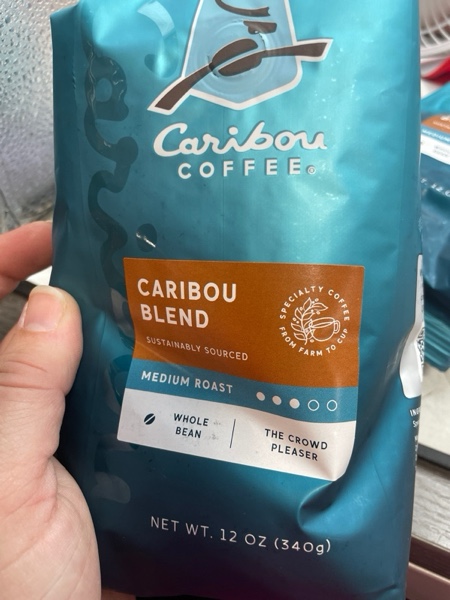 Caribou
COFFEE®
CARIBOU
BLEND
SUSTAINABLY SOURCED
SPECIALTY COFFEE
FROM FARM TO CUP
MEDIUM ROAST
WHOLE
BEAN
THE CROWD
PLEASER
NET WT. 12 OZ (340g)